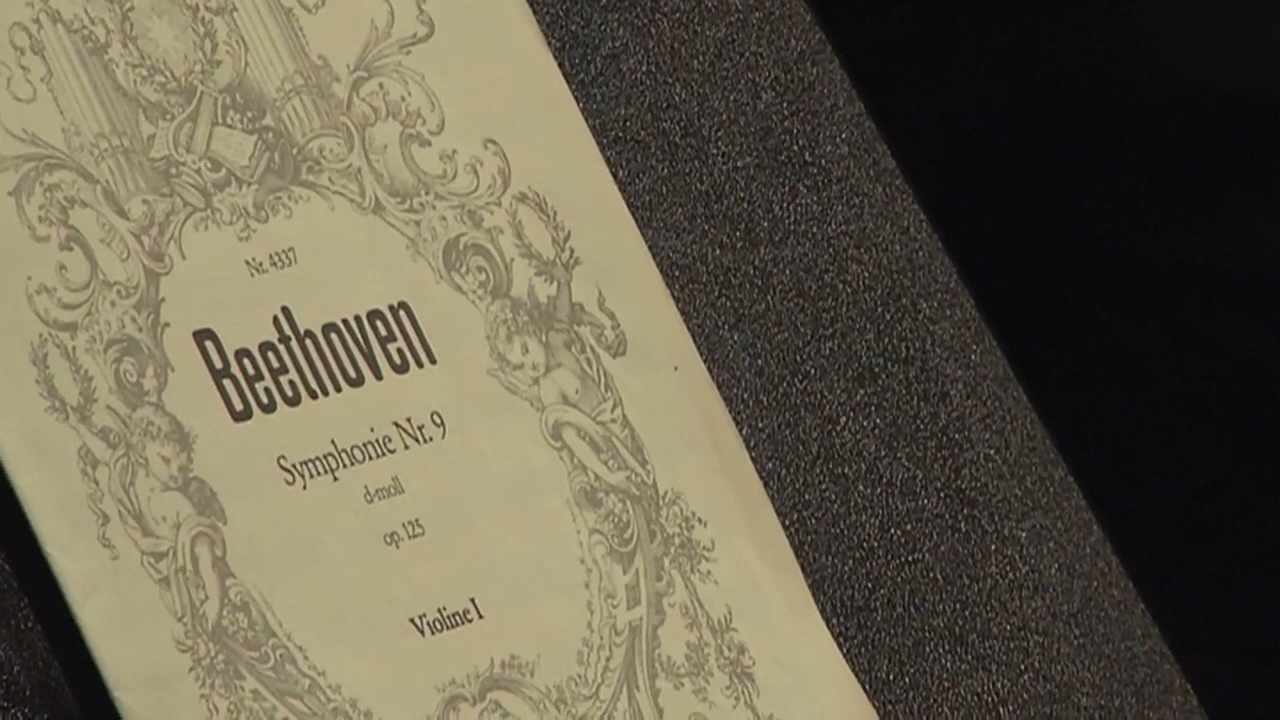 Nr. 4337
Beethoven
Symphonie Nr. 9
d-moll
op. 125
Violine I